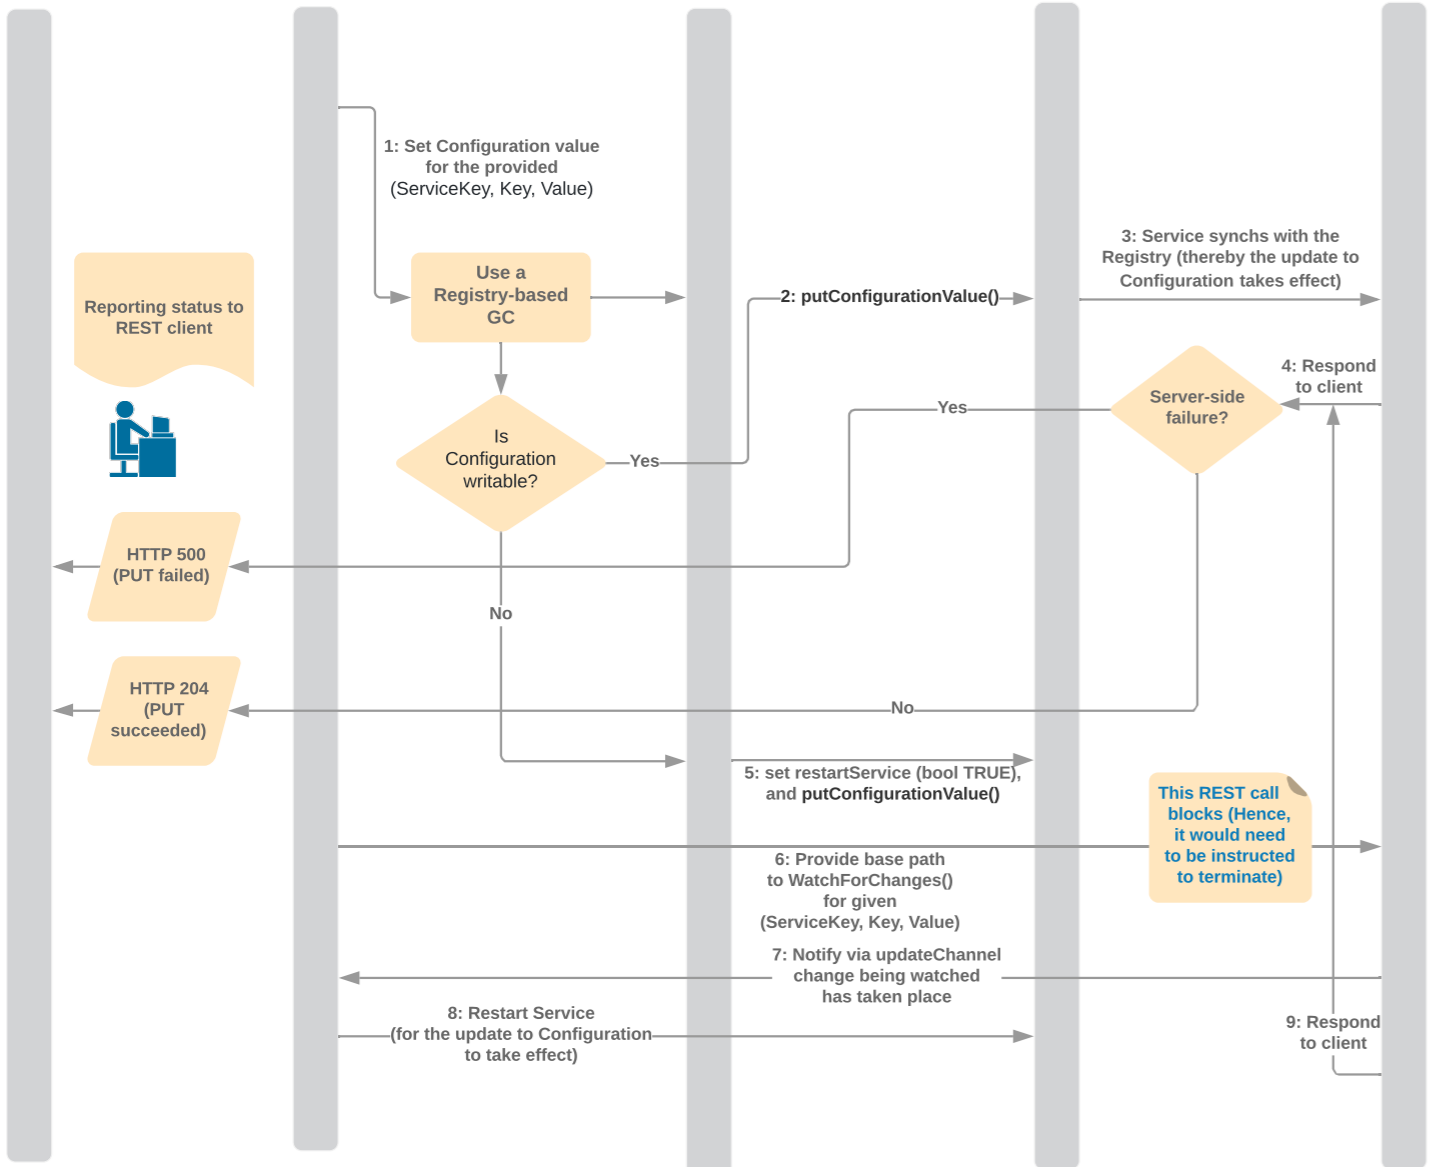 1: Set Configuration value
for the provided
(ServiceKey, Key, Value)
Reporting status to
REST client
Use a
Registry-based
GC
2: putConfigurationValue()
3: Service synchs with the
Registry (thereby the update to
Configuration takes effect)
4: Respond
to client
Server-side
failure?
Yes
Is
Configuration
writable?
Yes
HTTP 500
(PUT failed)
No
HTTP 204
(PUT
succeeded)
No
5: set restartService (bool TRUE),
and putConfigurationValue()
This REST call
blocks (Hence,
it would need
to be instructed
to terminate)
6: Provide base path
to WatchForChanges()
for given
(ServiceKey, Key, Value)
7: Notify via updateChannel
change being watched
has taken place
8: Restart Service
(for the update to Configuration
to take effect)
9: Respond
to client